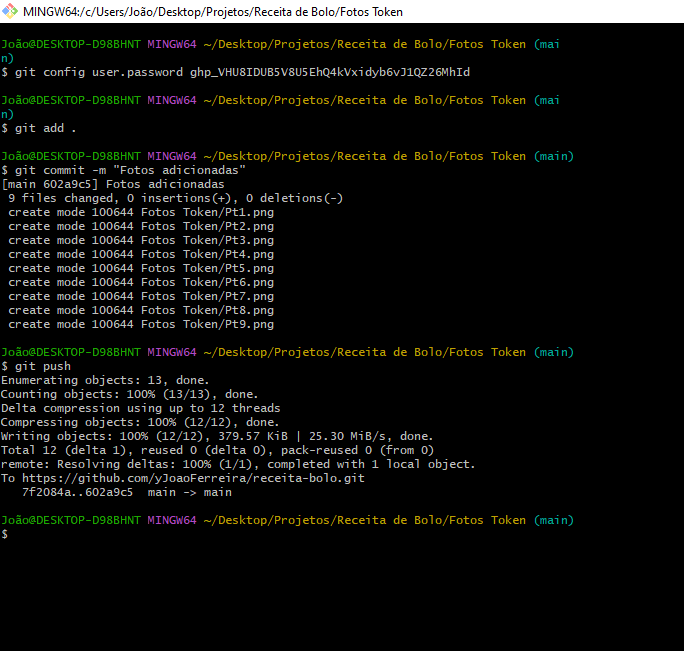 MINGW64:/c/Users/João/Desktop/Projetos/Receita de Bolo/Fotos Token
João@DESKTOP-D98BHNT MINGW64 ~/Desktop/Projetos/Receita de Bolo/Fotos Token (mai
n)
$ git config user.password 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
João@DESKTOP-D98BHNT MINGW64 ~/Desktop/Projetos/Receita de Bolo/Fotos Token (mai
n)
$ git add .
João@DESKTOP-D98BHNT MINGW64 ~/Desktop/Projetos/Receita de Bolo/Fotos Token (main)
$ git commit -m "Fotos adicionadas"
[main 602a9c5] Fotos adicionadas
 9 files changed, 0 insertions(+), 0 deletions(-)
 create mode 100644 Fotos Token/Pt1.png
 create mode 100644 Fotos Token/Pt2.png
 create mode 100644 Fotos Token/Pt3.png
 create mode 100644 Fotos Token/Pt4.png
 create mode 100644 Fotos Token/Pt5.png
 create mode 100644 Fotos Token/Pt6.png
 create mode 100644 Fotos Token/Pt7.png
 create mode 100644 Fotos Token/Pt8.png
 create mode 100644 Fotos Token/Pt9.png
João@DESKTOP-D98BHNT MINGW64 ~/Desktop/Projetos/Receita de Bolo/Fotos Token (main)
$ git push
Enumerating objects: 13, done.
Counting objects: 100% (13/13), done.
Delta compression using up to 12 threads
Compressing objects: 100% (12/12), done.
Writing objects: 100% (12/12), 379.57 KiB | 25.30 MiB/s, done.
Total 12 (delta 1), reused 0 (delta 0), pack-reused 0 (from 0)
remote: Resolving deltas: 100% (1/1), completed with 1 local object.
To https://github.com/yJoaoFerreira/receita-bolo.git
   7f2084a..602a9c5  main -> main
João@DESKTOP-D98BHNT MINGW64 ~/Desktop/Projetos/Receita de Bolo/Fotos Token (main)
$